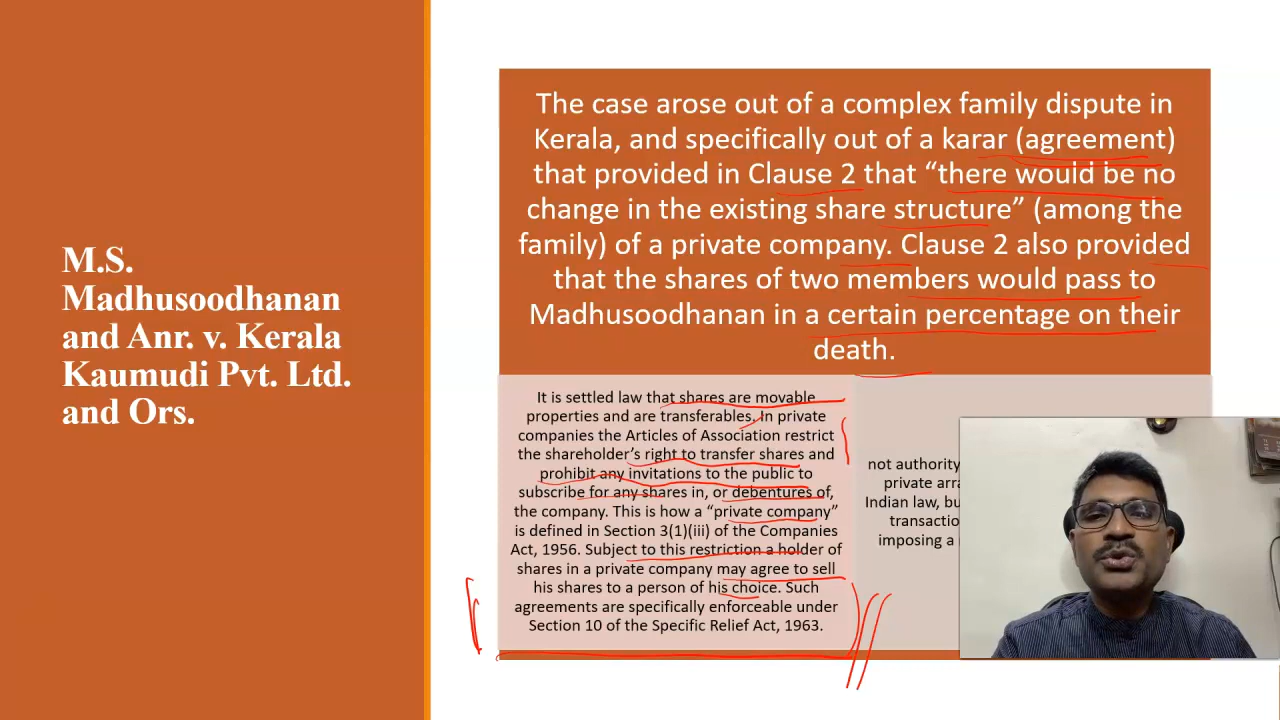 M.S.
Madhusoodhanan
and Anr. v. Kerala
Kaumudi Pvt. Ltd.
and Ors.
The case arose out of a complex family dispute in
Kerala, and specifically out of a karar (agreement)
that provided in Clause 2 that “there would be no
change in the existing share structure” (among the
family) of a private company. Clause 2 also provided
that the shares of two members would pass to
Madhusoodhanan in a certain percentage on their
death.
It is settled law that shares are movable
properties and are transferables. In private
companies the Articles of Association restrict
the shareholder’s right to transfer shares and
prohibit any invitations to the public to
subscribe for any shares in, or debentures of,
the company. This is how a “private company”
is defined in Section 3(1)(iii) of the Companies
Act, 1956. Subject to this restriction a holder of
shares in a private company may agree to sell
his shares to a person of his choice. Such
agreements are specifically enforceable under
Section 10 of the Specific Relief Act, 1963.
not authority
private
Indian law,
imposing a